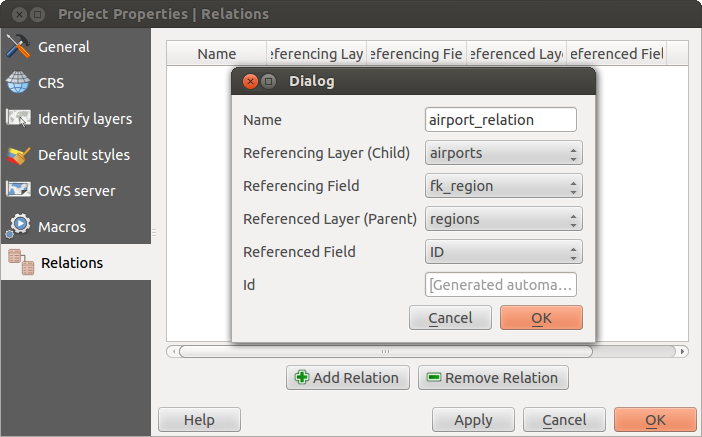 Project Properties | Relations
General
CRS
Identify layers
Default styles
OWS server
Macros
Relations
Name eferencing Lay eferencing Fie eferenced Laye eferenced Fiel
Dialog
Name airport_relation
Referencing Layer (Child) airports
Referencing Field fk_region
Referenced Layer (Parent) regions
Referenced Field ID
Id [Generated automa...
Cancel OK
Add Relation Remove Relation
Help Apply Cancel OK